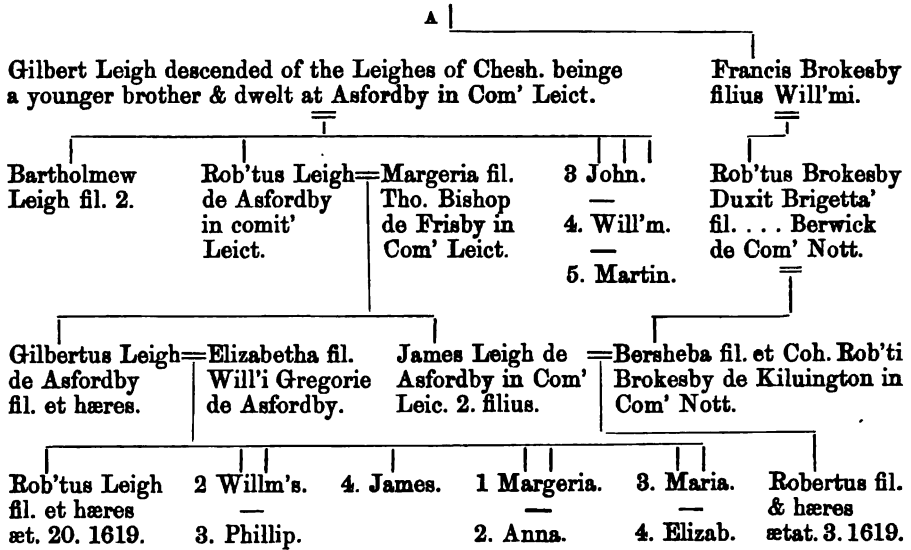 A
Gilbert Leigh descended of the Leighes of Chesh. beinge
a younger brother & dwelt at Asfordby in Com' Leict.
Francis Brokesby
filius Will'mi.
Bartholmew
Leigh fil. 2.
Rob'tus Leigh
de Asfordby
in comit'
Leict.
Margeria fil.
Tho. Bishop
de Frisby in
Com' Leict.
3 John.
4. Will'm.
5. Martin.
Rob'tus Brokesby
Duxit Brigetta'
fil. . . . . Berwick
de Com' Nott.
Gilbertus Leigh
de Asfordby
fil. et hæres.
Elizabetha fil.
Will'i Gregorie
de Asfordby.
James Leigh de
Asfordby in Com'
Leic. 2. filius.
Bersheba fil. et Coh. Rob'ti
Brokesby de Kiluington in
Com' Nott.
Rob'tus Leigh
fil. et hæres
æt. 20. 1619.
2 Willm's.
3. Phillip.
4. James.
1 Margeria.
2. Anna.
3. Maria.
4. Elizab.
Robertus fil.
& hæres
ætat. 3. 1619.